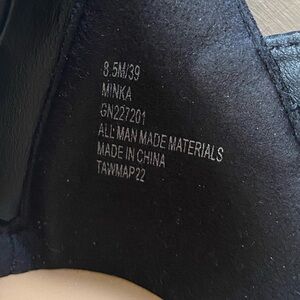 8.5M/39
MINKA
GN227201
ALL MAN MADE MATERIALS
MADE IN CHINA
TAWMAP22